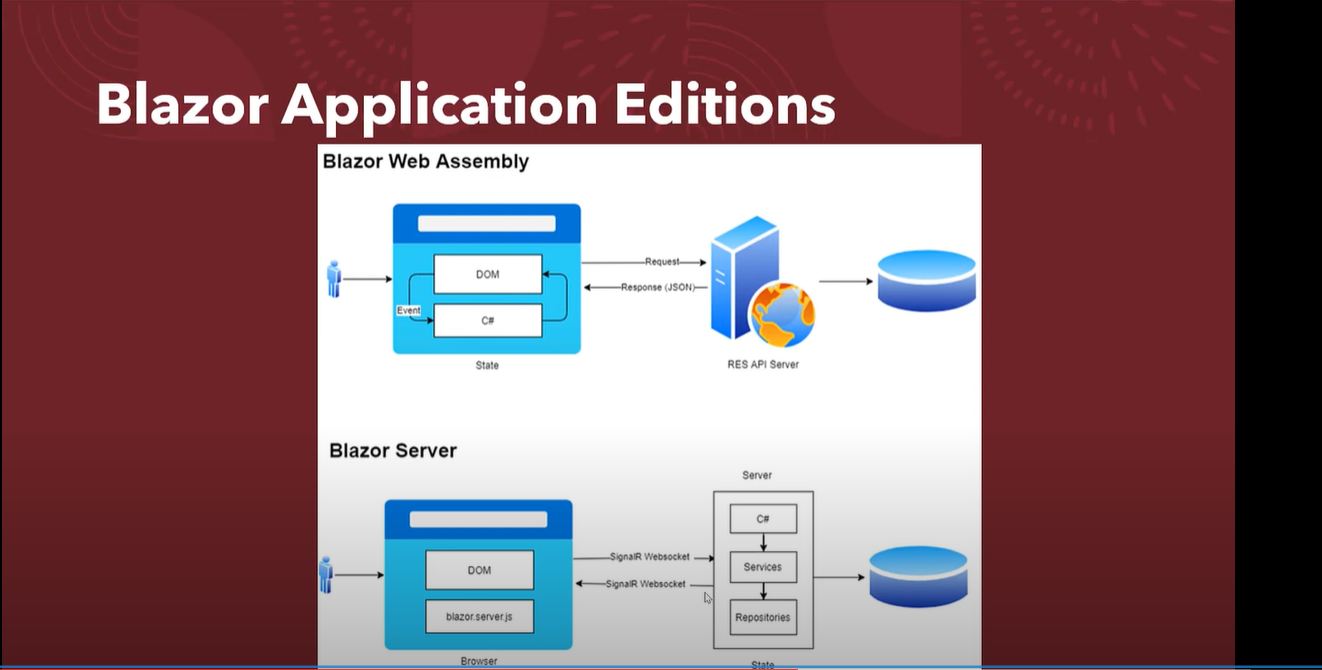 Blazor Application Editions
Blazor Web Assembly
DOM
Event
C#
State
Request
Response (JSON)
RES API Server
Blazor Server
DOM
blazor.server.js
Browser
SignalR Websocket
SignalR Websocket
Server
C#
Services
Repositories
State